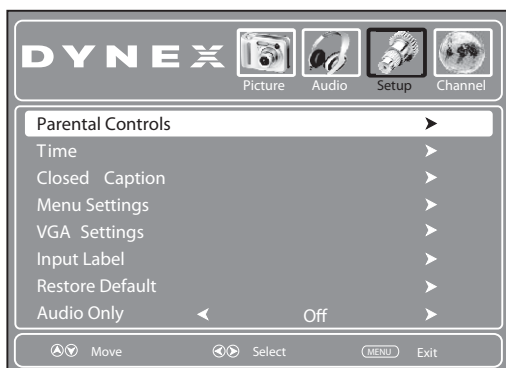 DYNEX
Picture Audio Setup Channel
Parental Controls
Time
Closed Caption
Menu Settings
VGA Settings
Input Label
Restore Default
Audio Only Off
Move Select MENU Exit